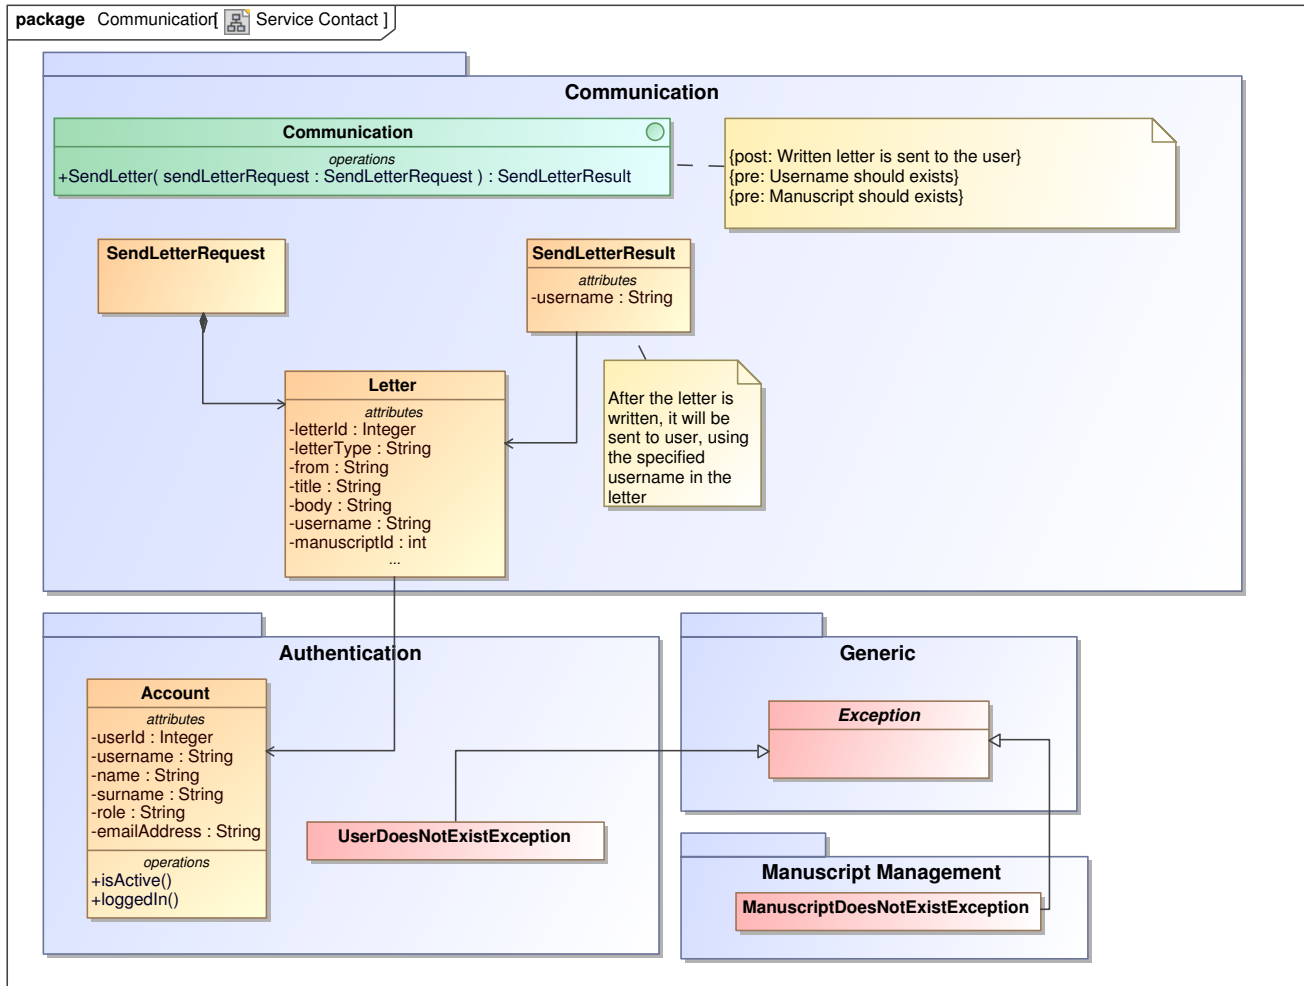 package Communication[ Service Contact ]
Communication
Communication
operations
+SendLetter( sendLetterRequest : SendLetterRequest ) : SendLetterResult
{post: Written letter is sent to the user}
{pre: Username should exists}
{pre: Manuscript should exists}
SendLetterRequest
SendLetterResult
attributes
-username : String
After the letter is
written, it will be
sent to user, using
the specified
username in the
letter
Letter
attributes
-letterId : Integer
-letterType : String
-from : String
-title : String
-body : String
-username : String
-manuscriptId : int
...
Authentication
Account
attributes
-userId : Integer
-username : String
-name : String
-surname : String
-role : String
-emailAddress : String
operations
+isActive()
+loggedIn()
UserDoesNotExistException
Generic
Exception
Manuscript Management
ManuscriptDoesNotExistException